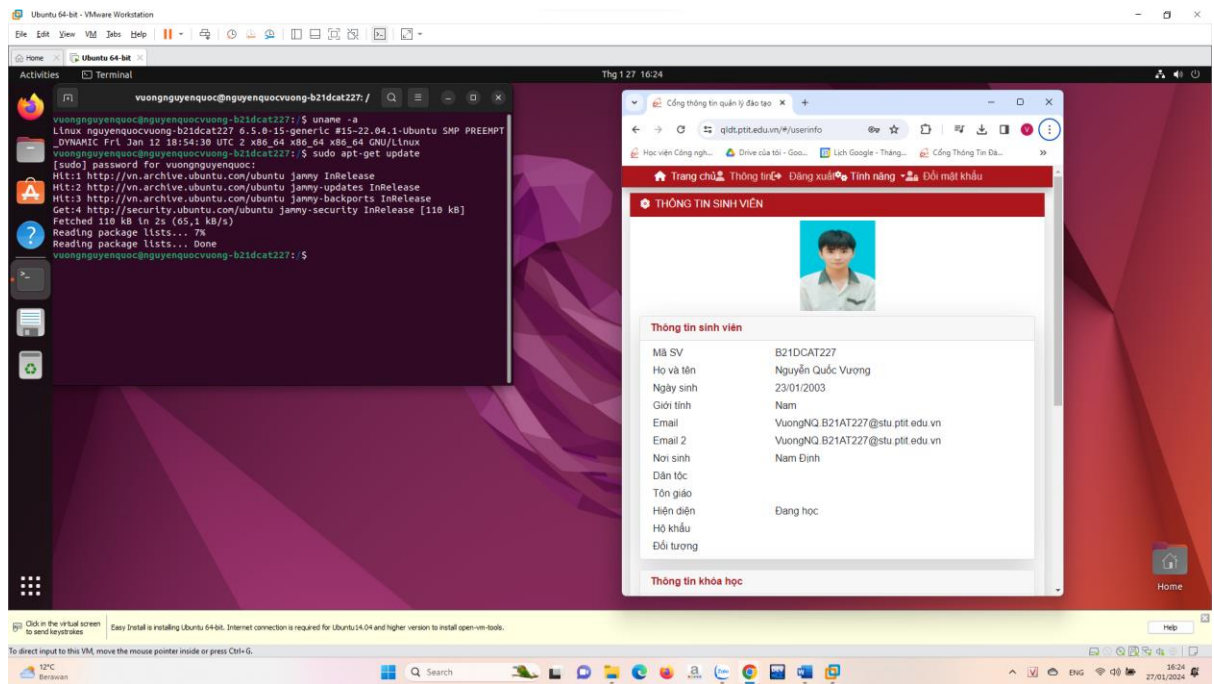 Ubuntu 64-bit - VMware Workstation
File Edit View VM Tabs Help
Home
Ubuntu 64-bit
Activities
Terminal
Thg 1 27 16:24
vuongnguyenquoc@nguyenquocvuong-b21dcat227: /
vuongnguyenquoc@nguyenquocvuong-b21dcat227:/$ uname -a
Linux nguyenquocvuong-b21dcat227 6.5.0-15-generic #15~22.04.1-Ubuntu SMP PREEMPT
_DYNAMIC Fri Jan 12 18:54:30 UTC 2 x86_64 x86_64 x86_64 GNU/Linux
vuongnguyenquoc@nguyenquocvuong-b21dcat227:/$ sudo apt-get update
[sudo] password for vuongnguyenquoc:
Hit:1 http://vn.archive.ubuntu.com/ubuntu jammy InRelease
Hit:2 http://vn.archive.ubuntu.com/ubuntu jammy-updates InRelease
Hit:3 http://vn.archive.ubuntu.com/ubuntu jammy-backports InRelease
Get:4 http://security.ubuntu.com/ubuntu jammy-security InRelease [110 kB]
Fetched 110 kB in 2s (65,1 kB/s)
Reading package lists... 7%
Reading package lists... Done
vuongnguyenquoc@nguyenquocvuong-b21dcat227:/$
Cổng thông tin quản lý đào tạo
qldt.ptit.edu.vn/#/userinfo
Học viện Công ngh...
Drive của tôi - Goo...
Lịch Google - Tháng...
Cổng Thông Tin Đà...
Trang chủ Thông tin Đăng xuất Tính năng Đổi mật khẩu
THÔNG TIN SINH VIÊN
Thông tin sinh viên
Mã SV B21DCAT227
Họ và tên Nguyễn Quốc Vượng
Ngày sinh 23/01/2003
Giới tính Nam
Email VuongNQ.B21AT227@stu.ptit.edu.vn
Email 2 VuongNQ.B21AT227@stu.ptit.edu.vn
Nơi sinh Nam Định
Dân tộc
Tôn giáo
Hiện diện Đang học
Hộ khẩu
Đối tượng
Thông tin khóa học
Home
Click in the virtual screen
to send keystrokes
Easy Install is installing Ubuntu 64-bit. Internet connection is required for Ubuntu14.04 and higher version to install open-vm-tools.
Help
To direct input to this VM, move the mouse pointer inside or press Ctrl+G.
12°C
Berawan
Search
ENG
16:24
27/01/2024